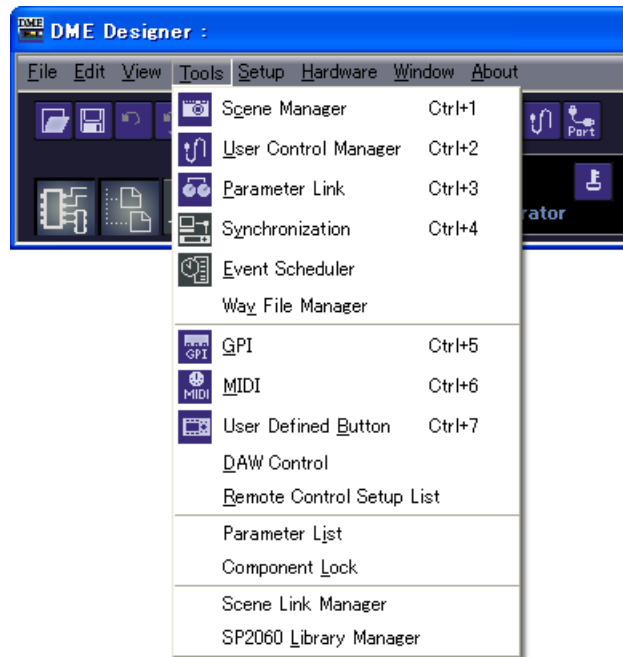 DME Designer :
File Edit View Tools Setup Hardware Window About
Scene Manager Ctrl+1
Port
User Control Manager Ctrl+2
Parameter Link Ctrl+3
rator
Synchronization Ctrl+4
Event Scheduler
Wav File Manager
GPI GPI Ctrl+5
MIDI MIDI Ctrl+6
User Defined Button Ctrl+7
DAW Control
Remote Control Setup List
Parameter List
Component Lock
Scene Link Manager
SP2060 Library Manager